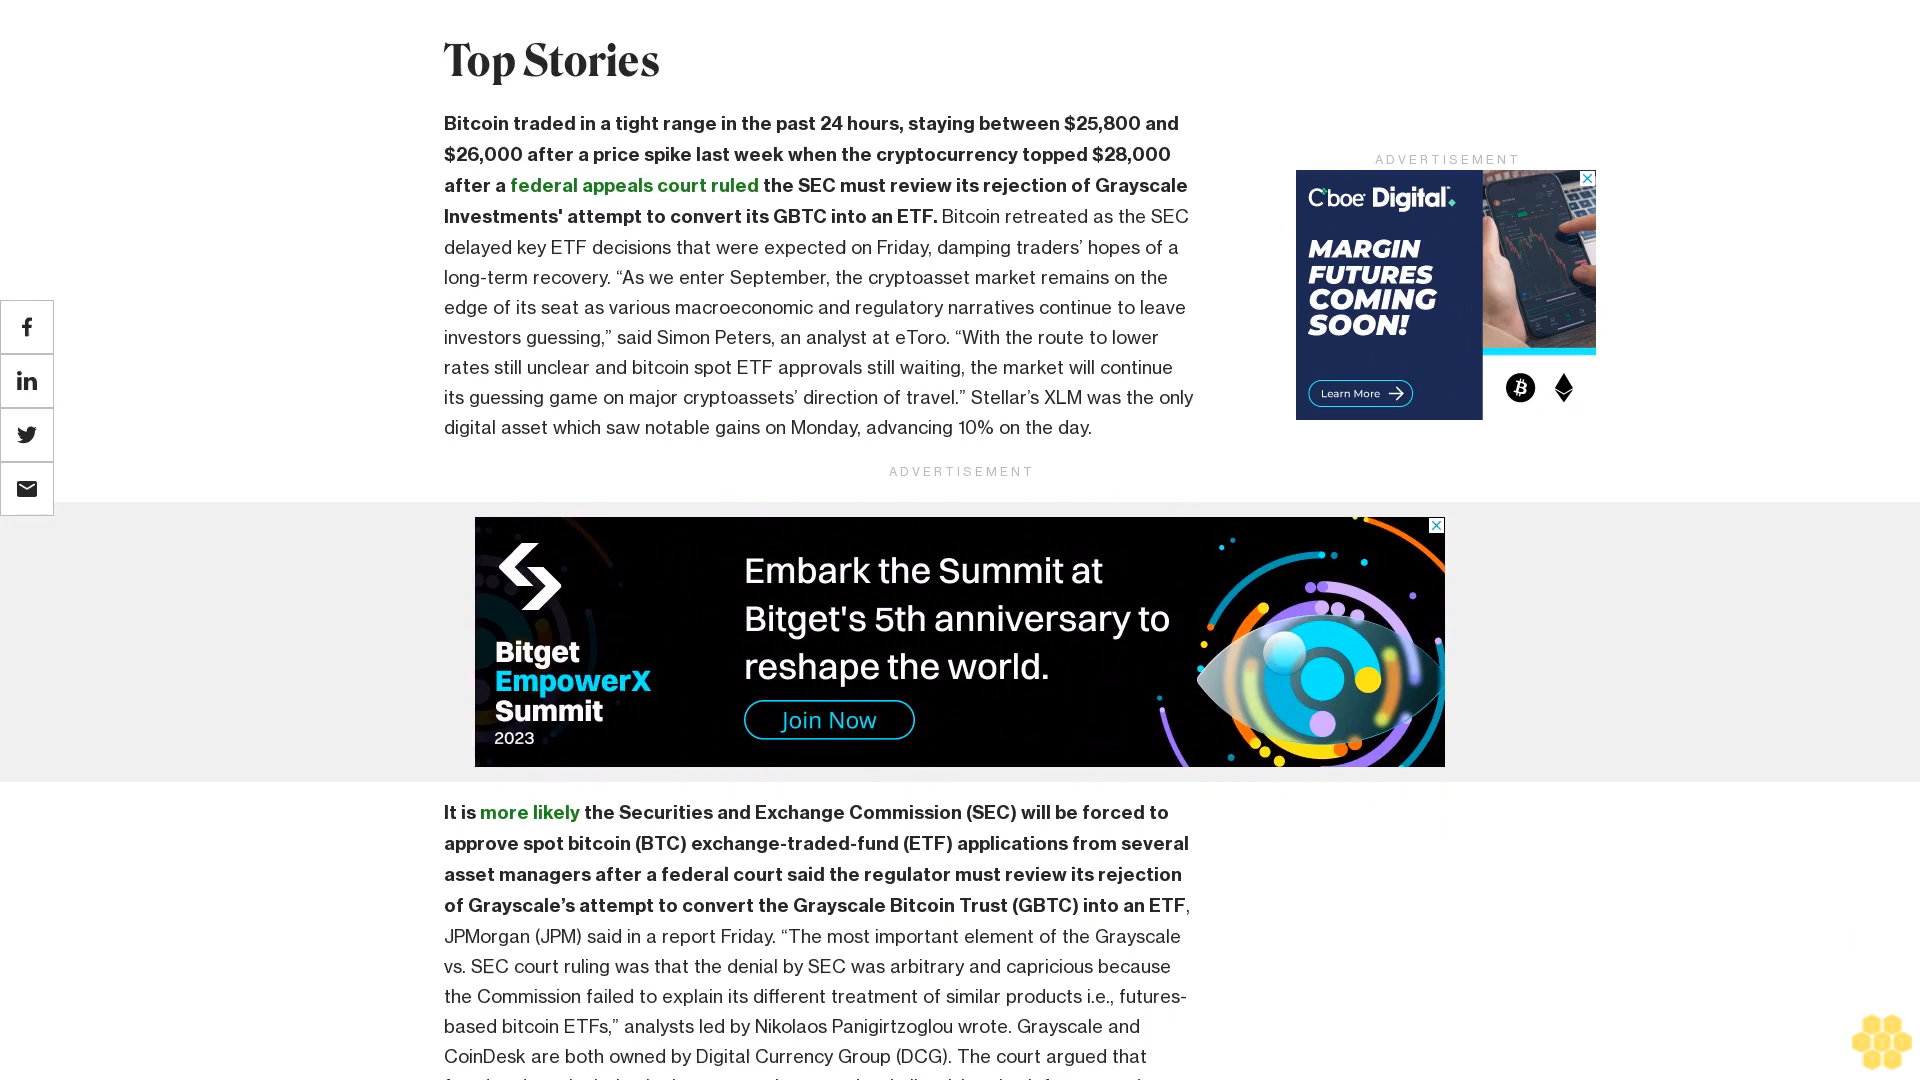 Top Stories
Bitcoin traded in a tight range in the past 24 hours, staying between $25,800 and
$26,000 after a price spike last week when the cryptocurrency topped $28,000
after a federal appeals court ruled the SEC must review its rejection of Grayscale
Investments' attempt to convert its GBTC into an ETF. Bitcoin retreated as the SEC
delayed key ETF decisions that were expected on Friday, damping traders’ hopes of a
long-term recovery. “As we enter September, the cryptoasset market remains on the
edge of its seat as various macroeconomic and regulatory narratives continue to leave
investors guessing,” said Simon Peters, an analyst at eToro. “With the route to lower
rates still unclear and bitcoin spot ETF approvals still waiting, the market will continue
its guessing game on major cryptoassets’ direction of travel.” Stellar’s XLM was the only
digital asset which saw notable gains on Monday, advancing 10% on the day.
ADVERTISEMENT
Cboe Digital
MARGIN
FUTURES
COMING
SOON!
Learn More
ADVERTISEMENT
Bitget
EmpowerX
Summit
2023
Embark the Summit at
Bitget's 5th anniversary to
reshape the world.
Join Now
It is more likely the Securities and Exchange Commission (SEC) will be forced to
approve spot bitcoin (BTC) exchange-traded-fund (ETF) applications from several
asset managers after a federal court said the regulator must review its rejection
of Grayscale’s attempt to convert the Grayscale Bitcoin Trust (GBTC) into an ETF,
JPMorgan (JPM) said in a report Friday. “The most important element of the Grayscale
vs. SEC court ruling was that the denial by SEC was arbitrary and capricious because
the Commission failed to explain its different treatment of similar products i.e., futures-
based bitcoin ETFs,” analysts led by Nikolaos Panigirtzoglou wrote. Grayscale and
CoinDesk are both owned by Digital Currency Group (DCG). The court argued that